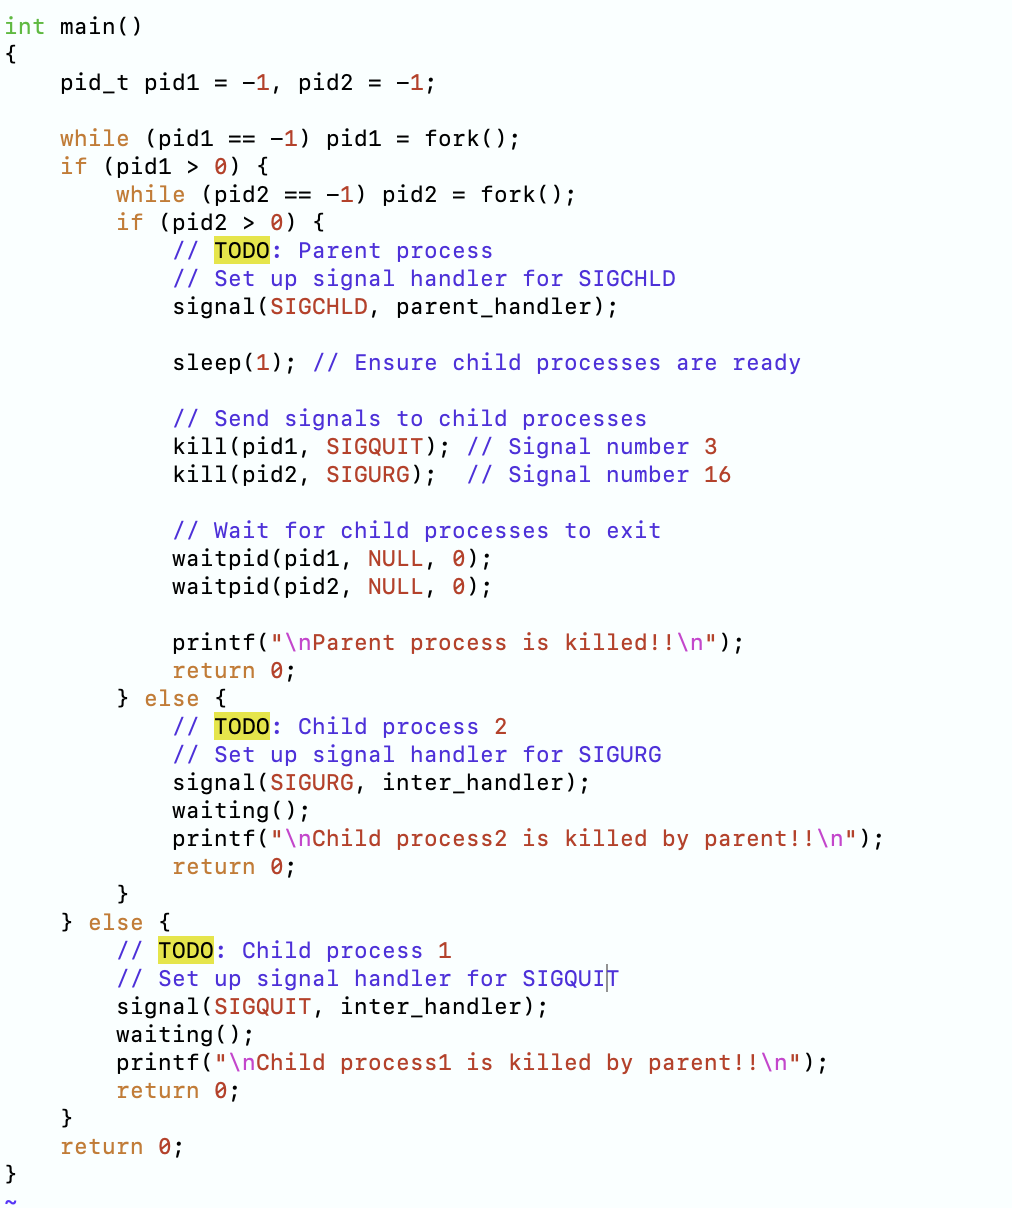 int main()
{
    pid_t pid1 = -1, pid2 = -1;

    while (pid1 == -1) pid1 = fork();
    if (pid1 > 0) {
        while (pid2 == -1) pid2 = fork();
        if (pid2 > 0) {
            // TODO: Parent process
            // Set up signal handler for SIGCHLD
            signal(SIGCHLD, parent_handler);

            sleep(1); // Ensure child processes are ready

            // Send signals to child processes
            kill(pid1, SIGQUIT); // Signal number 3
            kill(pid2, SIGURG);  // Signal number 16

            // Wait for child processes to exit
            waitpid(pid1, NULL, 0);
            waitpid(pid2, NULL, 0);

            printf("\nParent process is killed!!\n");
            return 0;
        } else {
            // TODO: Child process 2
            // Set up signal handler for SIGURG
            signal(SIGURG, inter_handler);
            waiting();
            printf("\nChild process2 is killed by parent!!\n");
            return 0;
        }
    } else {
        // TODO: Child process 1
        // Set up signal handler for SIGQUIT
        signal(SIGQUIT, inter_handler);
        waiting();
        printf("\nChild process1 is killed by parent!!\n");
        return 0;
    }
    return 0;
}
~